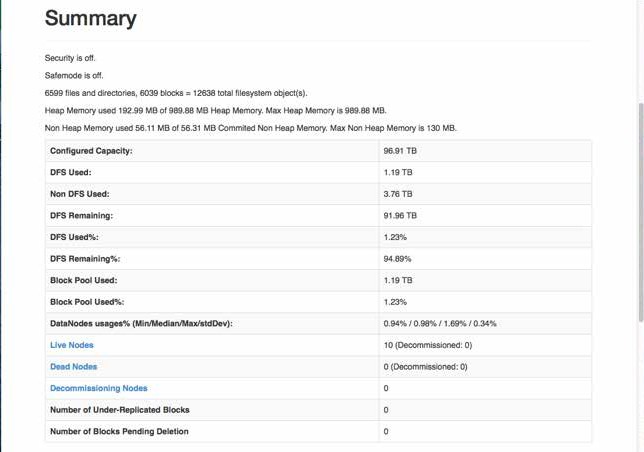 Summary
Security is off.
Safemode is off.
6599 files and directories, 6039 blocks = 12638 total filesystem object(s).
Heap Memory used 192.99 MB of 989.88 MB Heap Memory. Max Heap Memory is 989.88 MB.
Non Heap Memory used 56.11 MB of 56.31 MB Commited Non Heap Memory. Max Non Heap Memory is 130 MB.
Configured Capacity: 96.91 TB
DFS Used: 1.19 TB
Non DFS Used: 3.76 TB
DFS Remaining: 91.96 TB
DFS Used%: 1.23%
DFS Remaining%: 94.89%
Block Pool Used: 1.19 TB
Block Pool Used%: 1.23%
DataNodes usages% (Min/Median/Max/stdDev): 0.94% / 0.98% / 1.69% / 0.34%
Live Nodes 10 (Decommissioned: 0)
Dead Nodes 0 (Decommissioned: 0)
Decommissioning Nodes 0
Number of Under-Replicated Blocks 0
Number of Blocks Pending Deletion 0